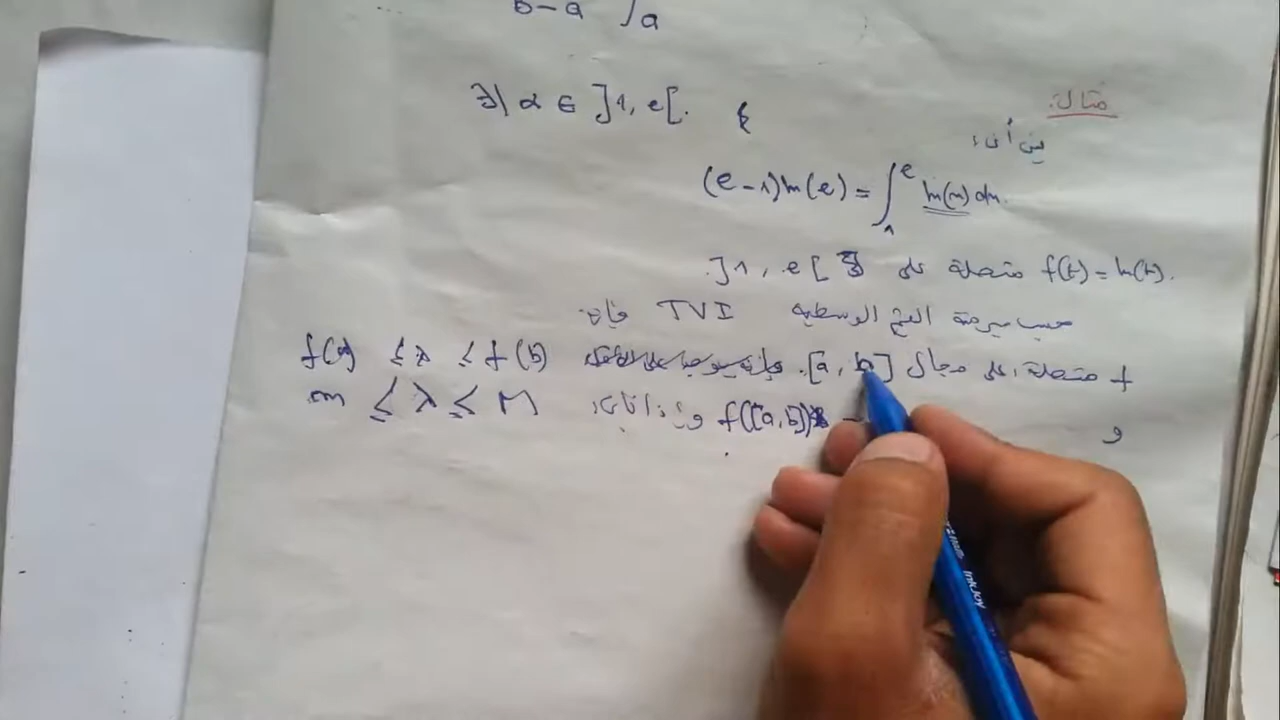 b-a ∫a
مثال:
∃! α ∈ ]1, e[.
بين أن:
(e-1)ln(e) = ∫₁ᵉ ln(n) dn.
f(t) = ln(t). متصلة على ]1, e[
حسب مبرهنة القيم الوسطية TVI فإن:
f متصلة على مجال [a, b]. f(a) ≤ λ ≤ f(b)
و f([a,b]) m ≤ λ ≤ M